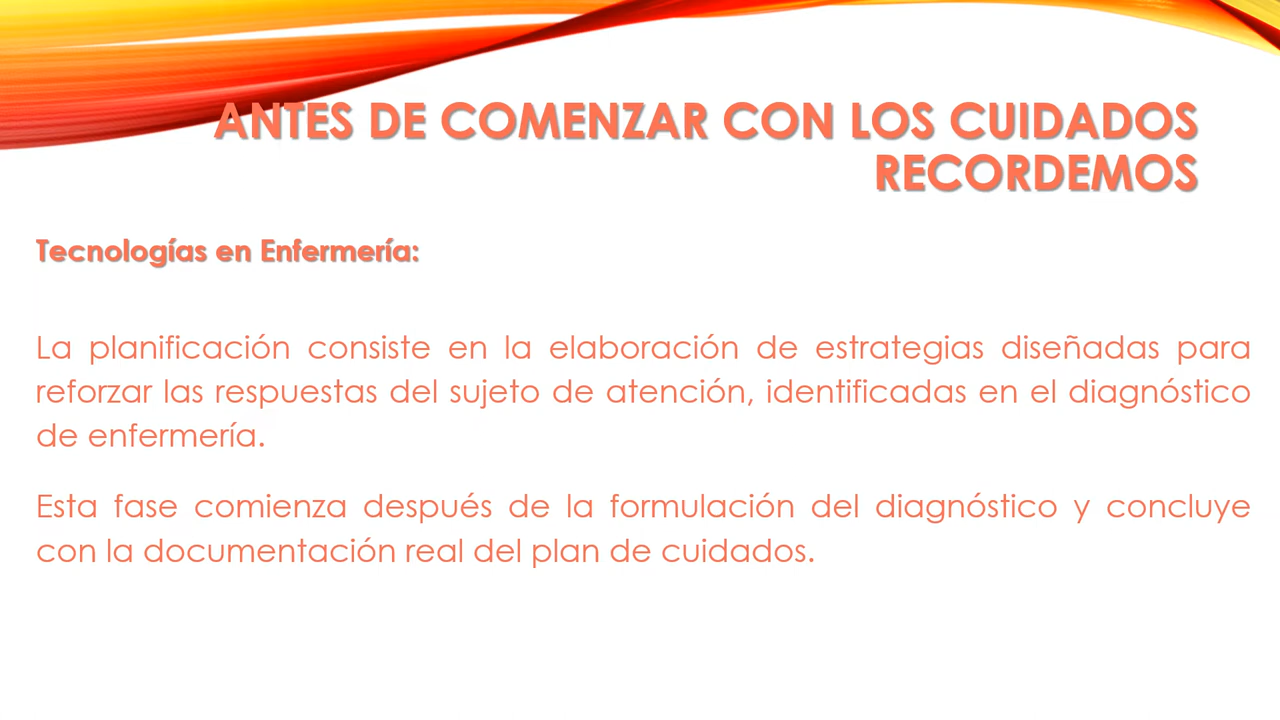 ANTES DE COMENZAR CON LOS CUIDADOS
RECORDEMOS
Tecnologías en Enfermería:
La planificación consiste en la elaboración de estrategias diseñadas para
reforzar las respuestas del sujeto de atención, identificadas en el diagnóstico
de enfermería.
Esta fase comienza después de la formulación del diagnóstico y concluye
con la documentación real del plan de cuidados.